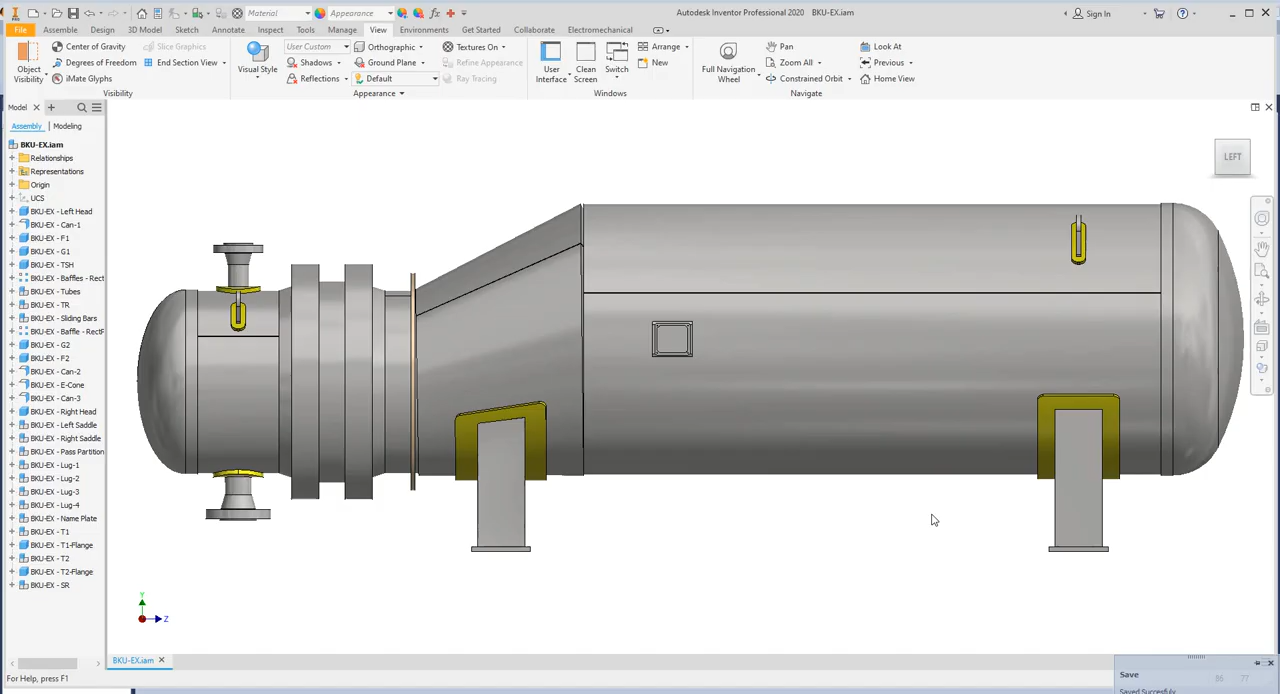 Material
Appearance
Autodesk Inventor Professional 2020 BKU-EX.iam
Sign In
File Assemble Design 3D Model Sketch Annotate Inspect Tools Manage View Environments Get Started Collaborate Electromechanical
Object
Visibility
Center of Gravity
Degrees of Freedom
iMate Glyphs
Slice Graphics
End Section View
Visibility
Visual Style
User Custom
Shadows
Reflections
Orthographic
Ground Plane
Default
Textures On
Refine Appearance
Ray Tracing
Appearance
User
Interface
Clean
Screen
Switch
Arrange
New
Windows
Full Navigation
Wheel
Pan
Zoom All
Constrained Orbit
Look At
Previous
Home View
Navigate
Model
Assembly Modeling
BKU-EX.iam
Relationships
Representations
Origin
UCS
BKU-EX - Left Head
BKU-EX - Can-1
BKU-EX - F1
BKU-EX - G1
BKU-EX - TSH
BKU-EX - Baffles - Rect
BKU-EX - Tubes
BKU-EX - TR
BKU-EX - Sliding Bars
BKU-EX - Baffle - RectF
BKU-EX - G2
BKU-EX - F2
BKU-EX - Can-2
BKU-EX - E-Cone
BKU-EX - Can-3
BKU-EX - Right Head
BKU-EX - Left Saddle
BKU-EX - Right Saddle
BKU-EX - Pass Partition
BKU-EX - Lug-1
BKU-EX - Lug-2
BKU-EX - Lug-3
BKU-EX - Lug-4
BKU-EX - Name Plate
BKU-EX - T1
BKU-EX - T1-Flange
BKU-EX - T2
BKU-EX - T2-Flange
BKU-EX - SR
LEFT
Y
Z
BKU-EX.iam
For Help, press F1
Save
86 77
Saved Succesfuly